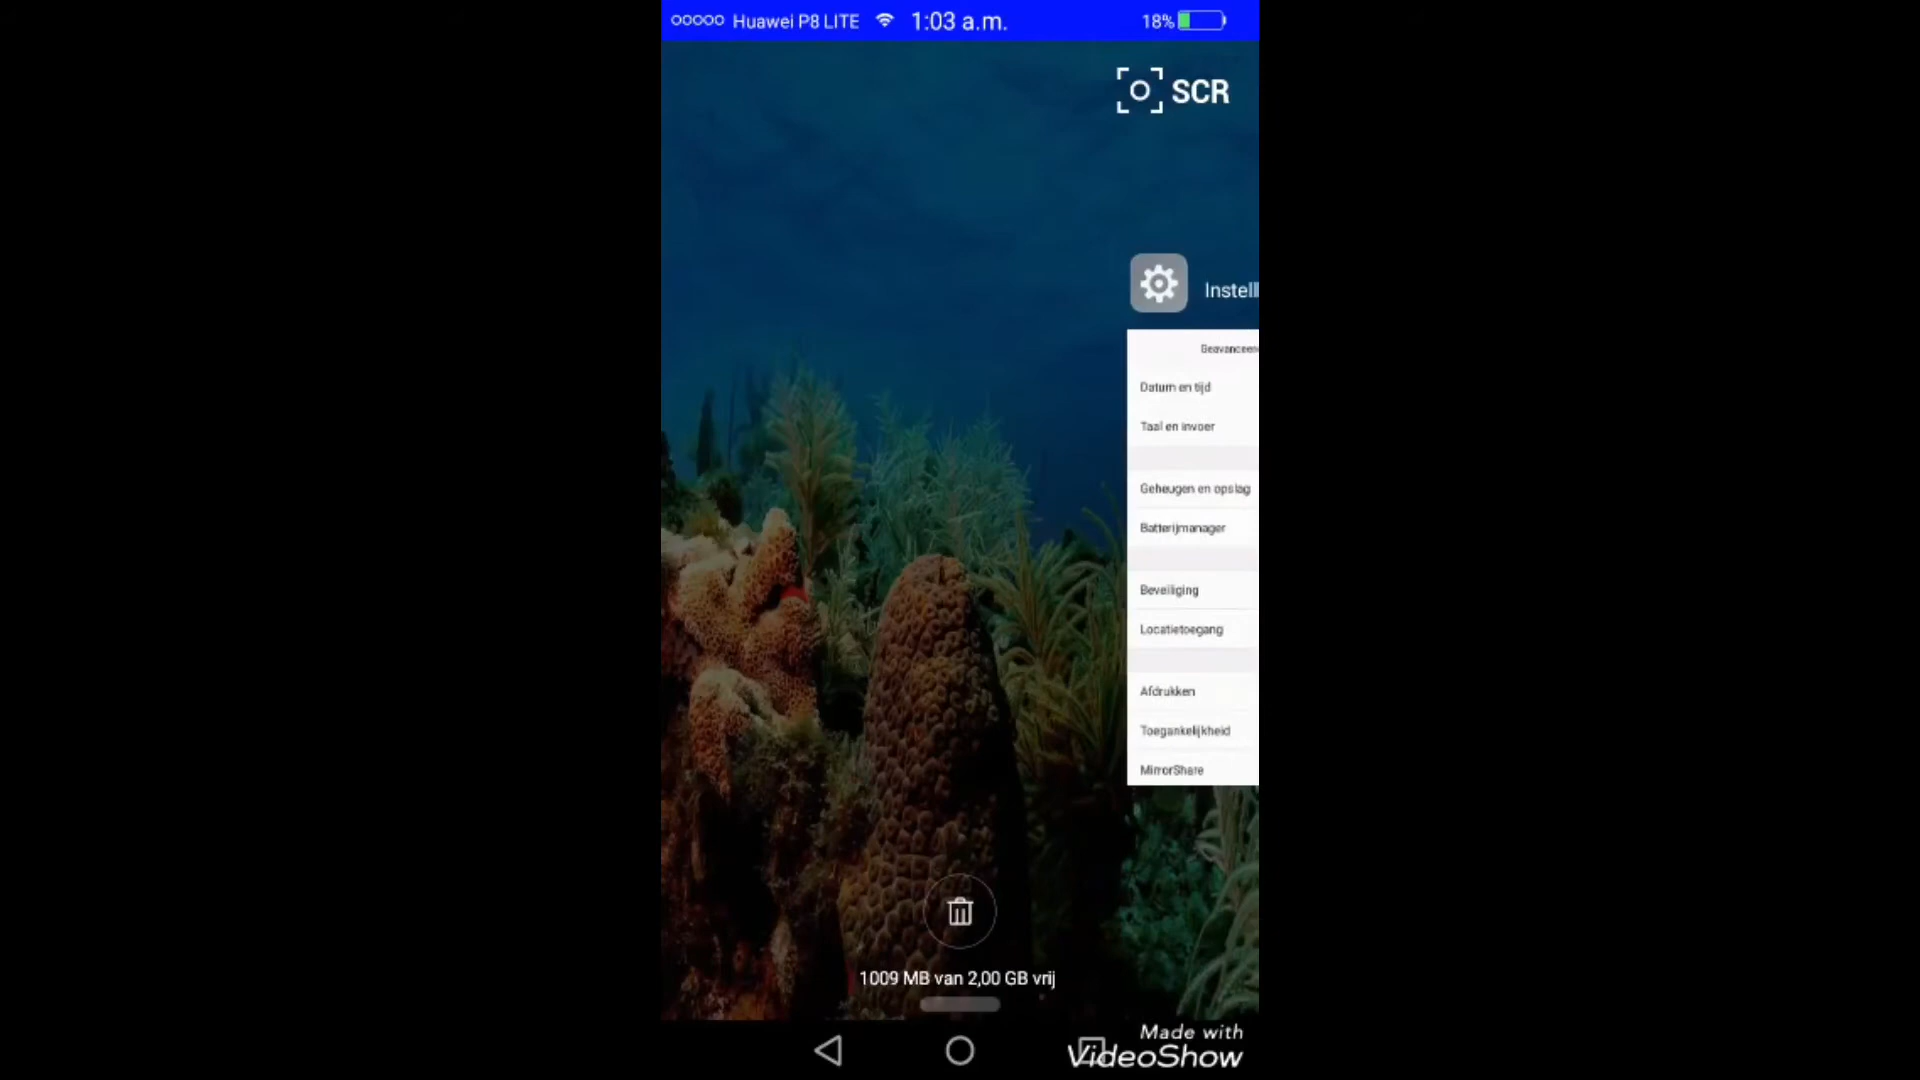 Huawei P8 LITE 1:03 a.m. 18%
SCR
Instell
Geavanceer
Datum en tijd
Taal en invoer
Geheugen en opslag
Batterijmanager
Beveiliging
Locatietoegang
Afdrukken
Toegankelijkheid
MirrorShare
1009 MB van 2,00 GB vrij
Made with
VideoShow